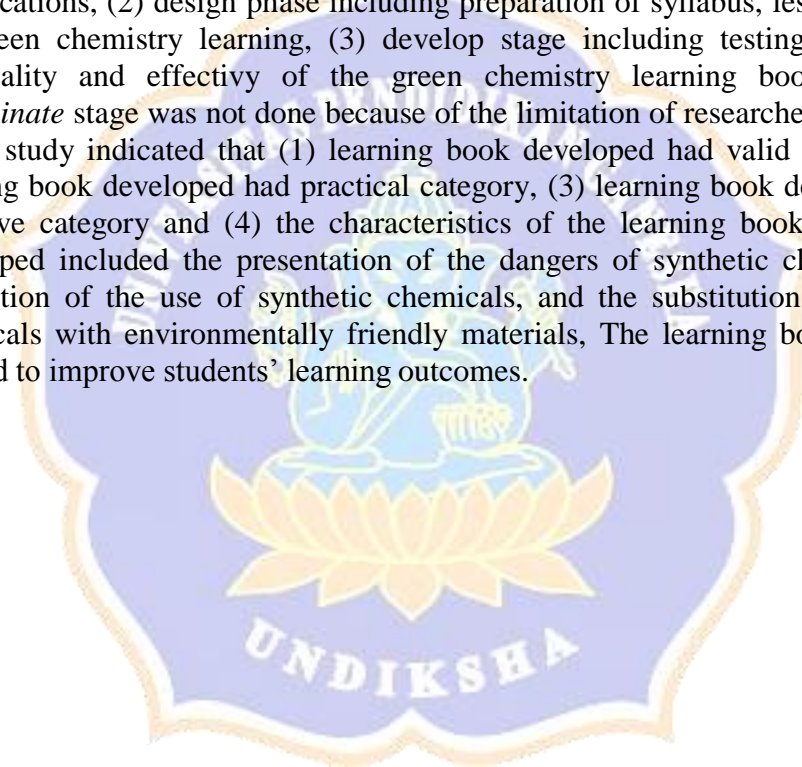 cations, (2) design phase including preparation of syllabus, les
een chemistry learning, (3) develop stage including testing
ality and effectivy of the green chemistry learning boo
inate stage was not done because of the limitation of researche
study indicated that (1) learning book developed had valid
ng book developed had practical category, (3) learning book de
ve category and (4) the characteristics of the learning book
ped included the presentation of the dangers of synthetic ch
tion of the use of synthetic chemicals, and the substitution
cals with environmentally friendly materials, The learning bo
d to improve students’ learning outcomes.
UNIVERSITAS PENDIDIKAN GANESHA
UNDIKSHA